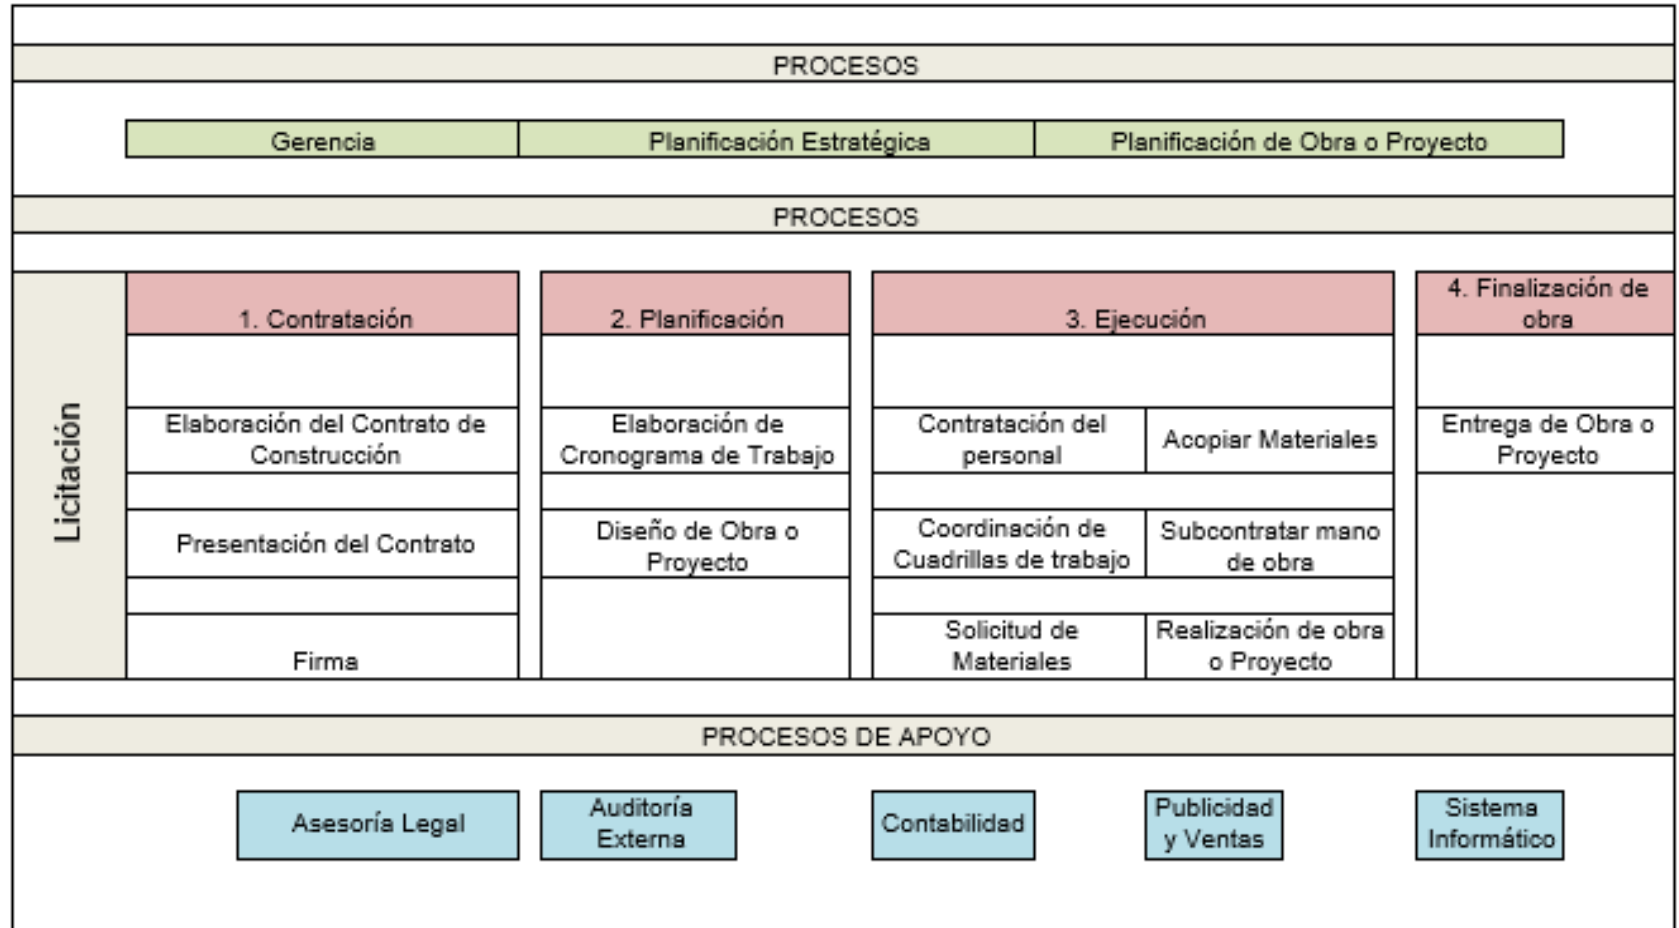 PROCESOS
Gerencia
Planificación Estratégica
Planificación de Obra o Proyecto
PROCESOS
Licitación
1. Contratación
Elaboración del Contrato de
Construcción
Presentación del Contrato
Firma
2. Planificación
Elaboración de
Cronograma de Trabajo
Diseño de Obra o
Proyecto
3. Ejecución
Contratación del
personal
Acopiar Materiales
Coordinación de
Cuadrillas de trabajo
Subcontratar mano
de obra
Solicitud de
Materiales
Realización de obra
o Proyecto
4. Finalización de
obra
Entrega de Obra o
Proyecto
PROCESOS DE APOYO
Asesoría Legal
Auditoría
Externa
Contabilidad
Publicidad
y Ventas
Sistema
Informático